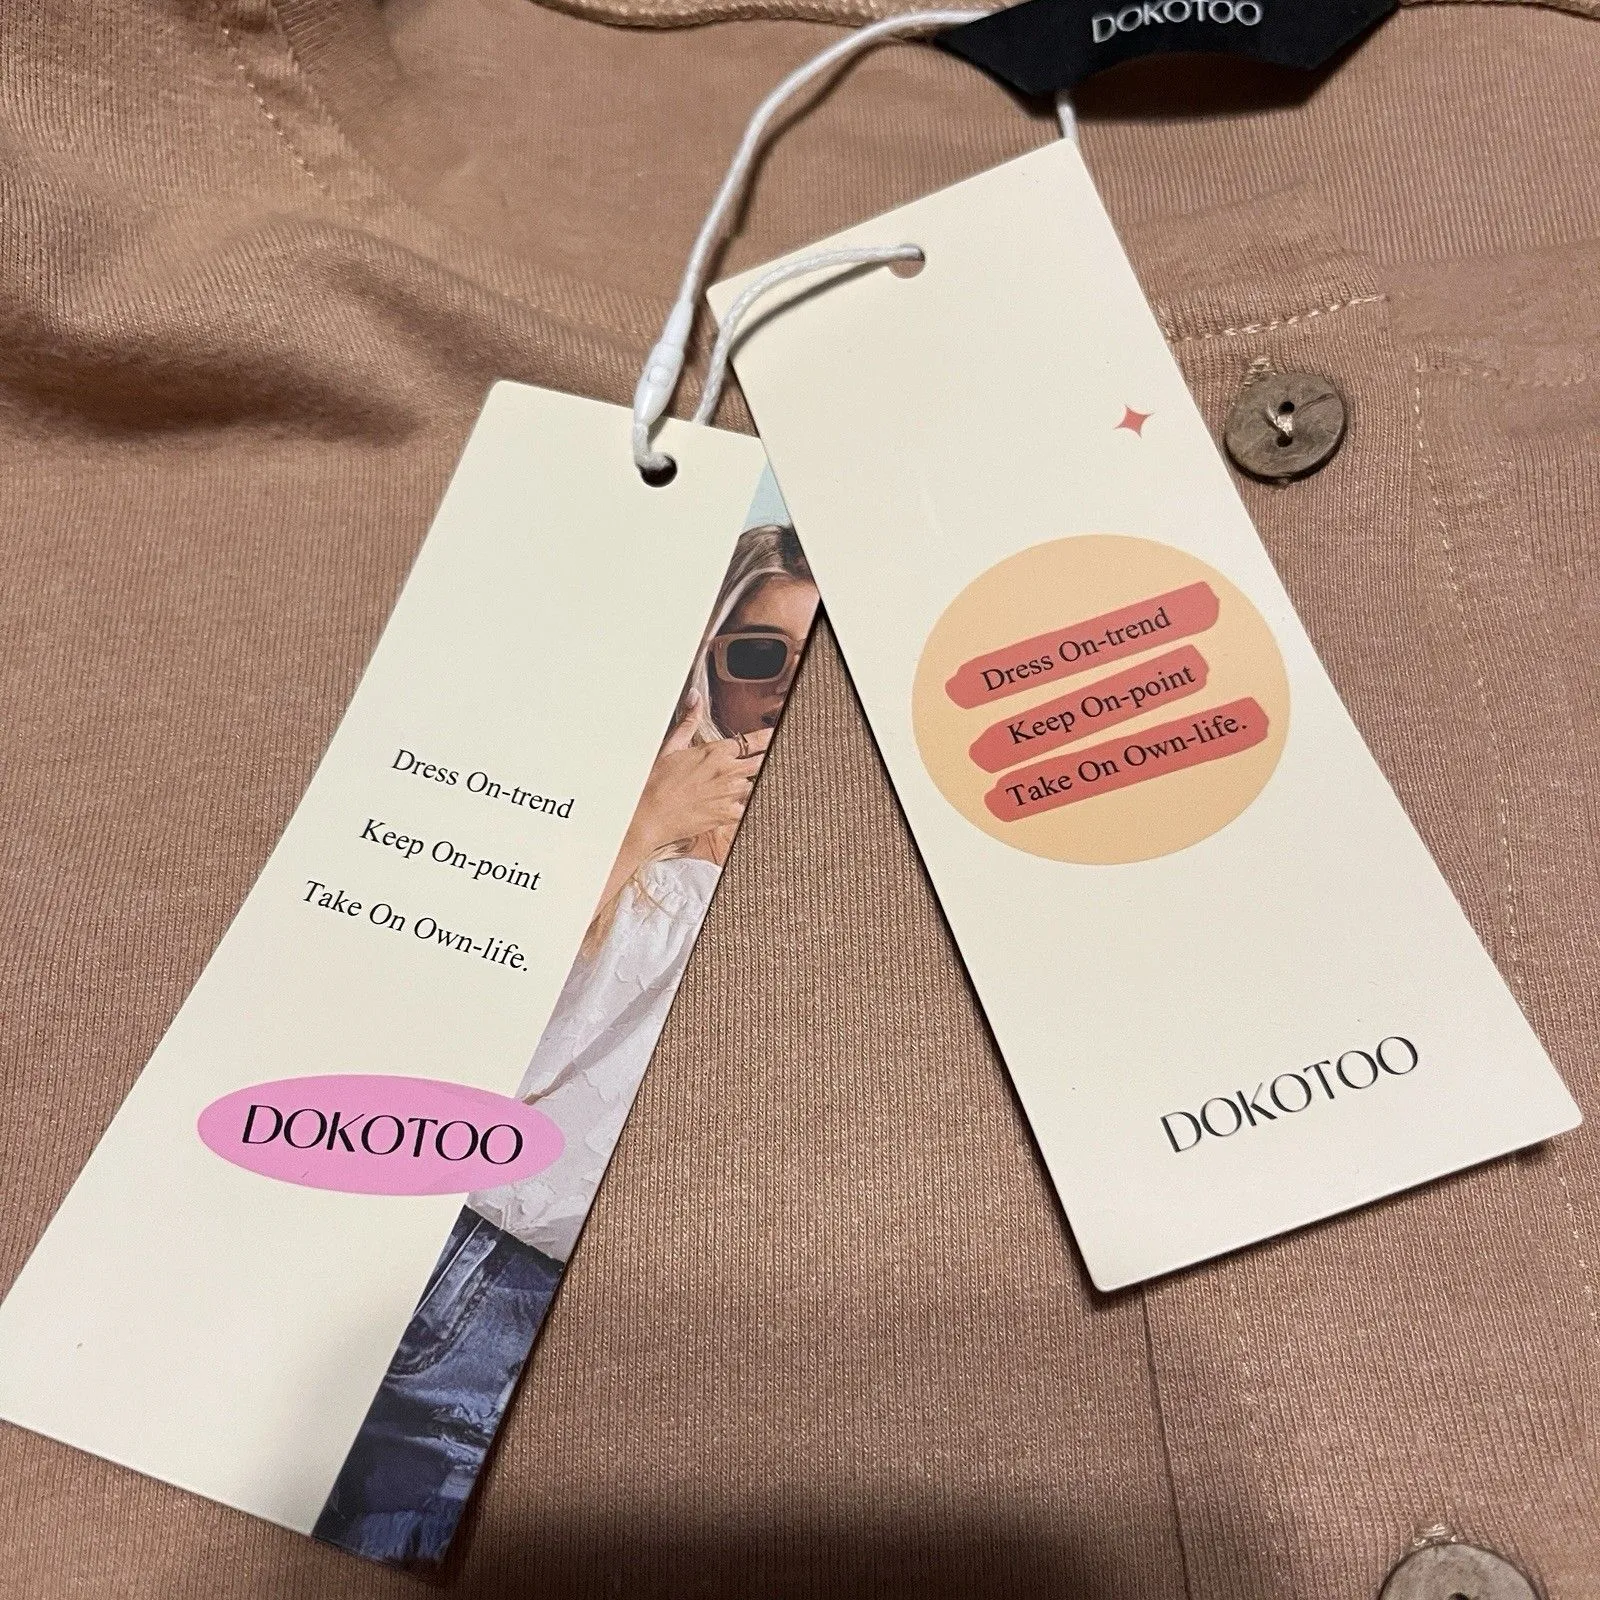 DOKOTOO
Dress On-trend
Keep On-point
Take On Own-life.
DOKOTOO
Dress On-trend
Keep On-point
Take On Own-life.
DOKOTOO